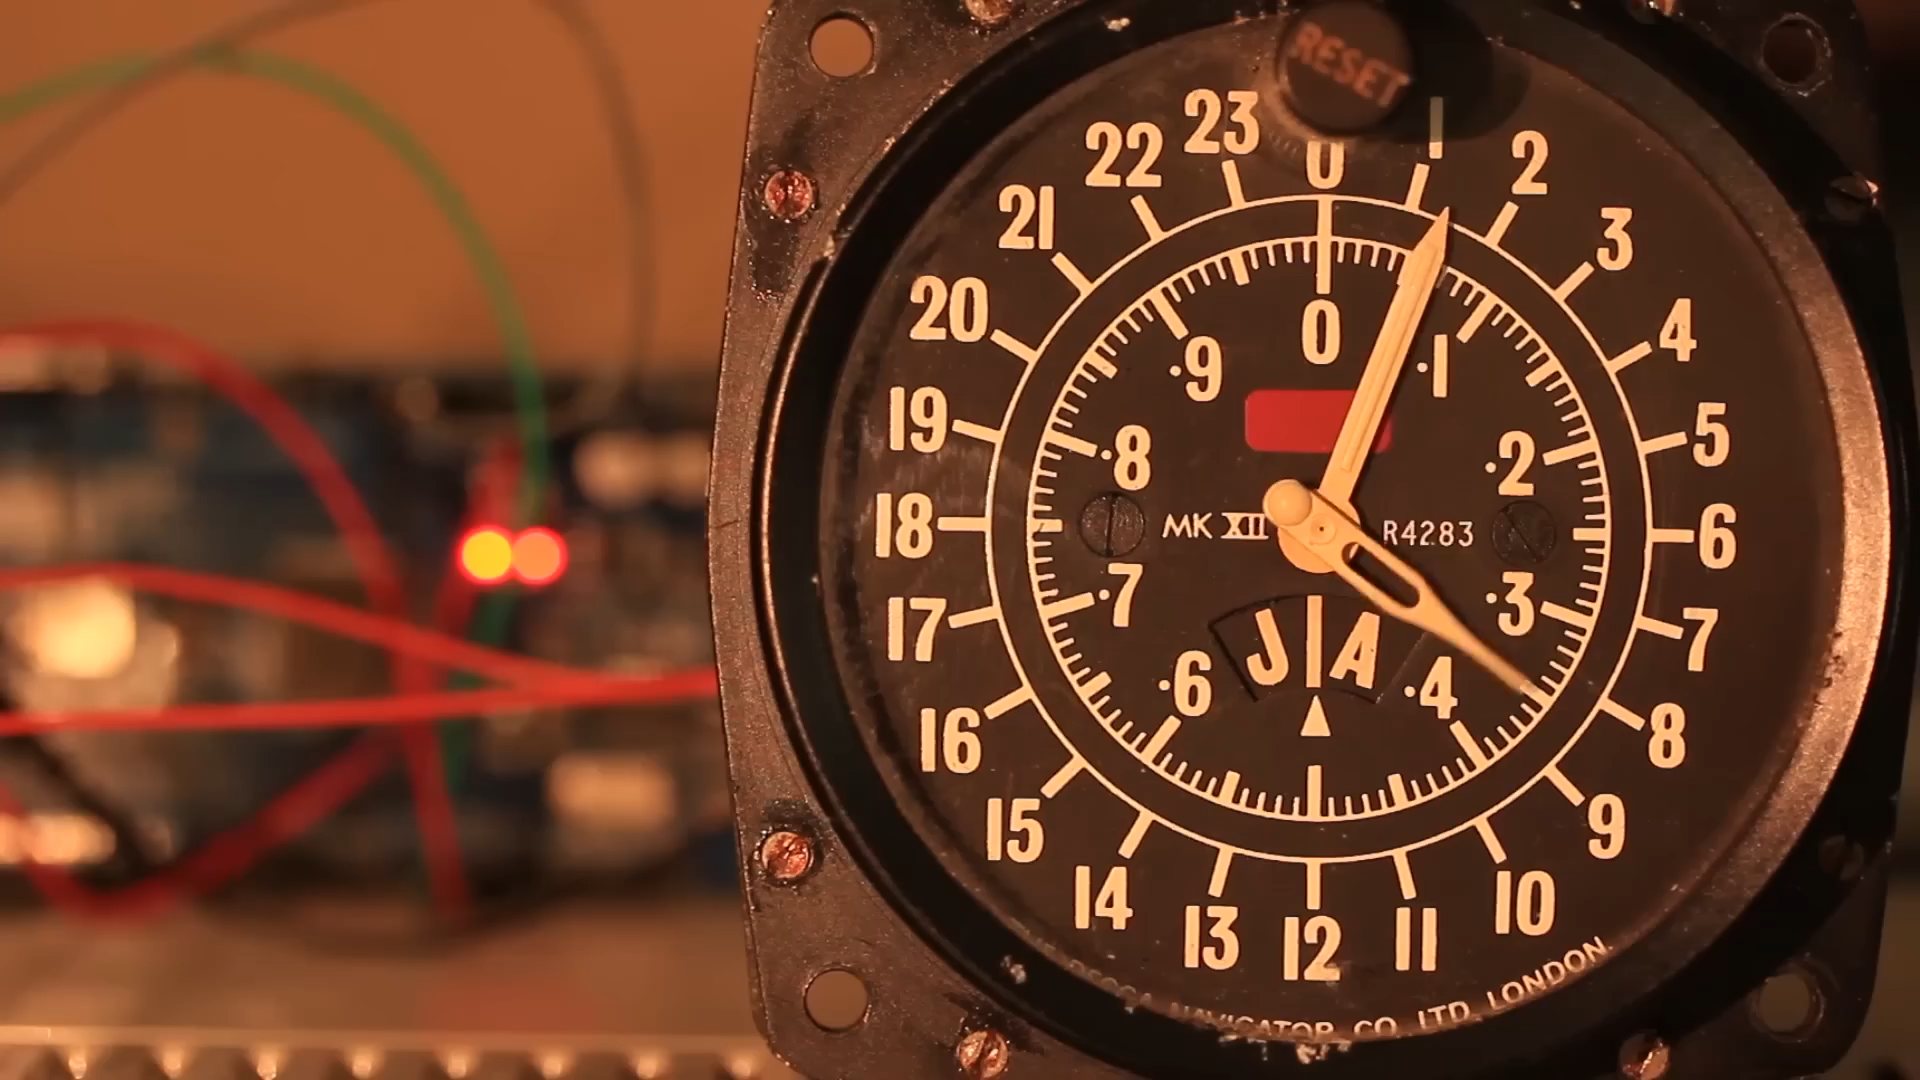 RESET
23 0 1 2
22 3
21 4
20 5
19 6
18 7
17 8
16 9
15 10
14 13 12 11
0
.9 .1
.8 .2
MK XII R4283
.7 .3
.6 J A .4
NAVIGATOR CO. LTD. LONDON.